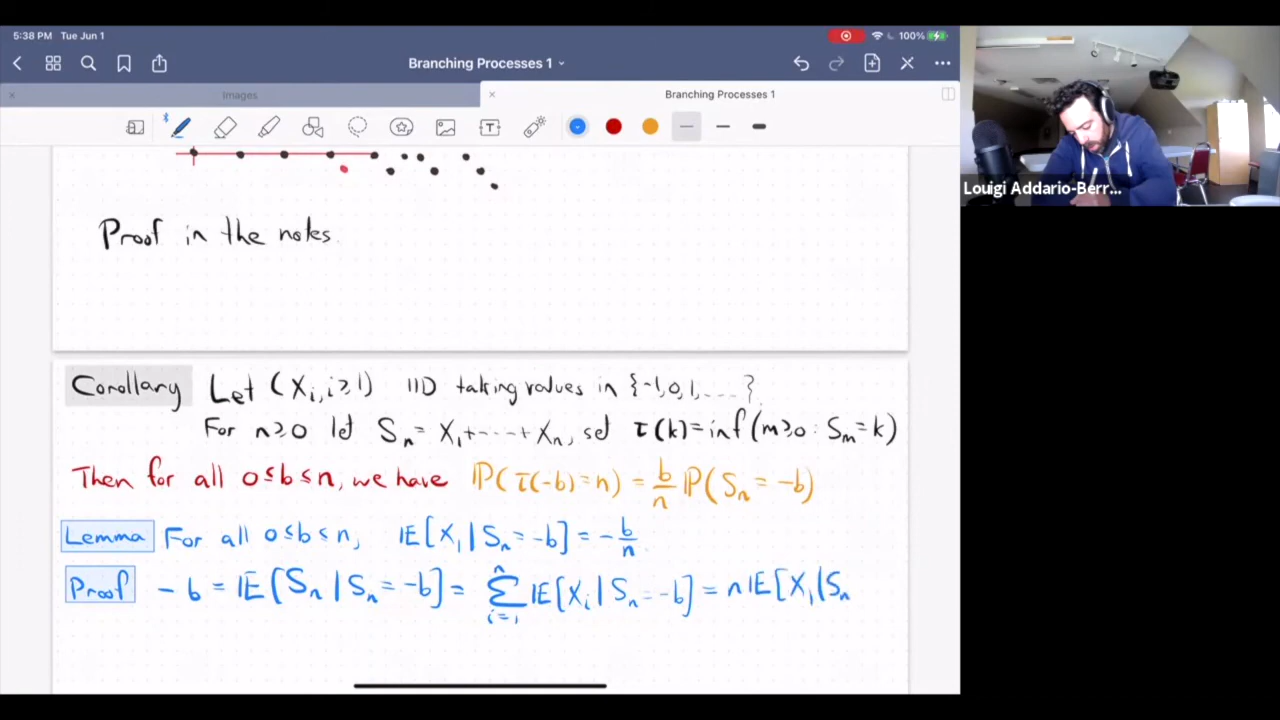 5:38 PM Tue Jun 1
100%
Branching Processes 1
Images
Branching Processes 1
Louigi Addario-Berr...
Proof in the notes.
Corollary Let (X_i, i≥1) IID taking values in {-1,0,1,....}.
For n≥0 let S_n = X_1+----+X_n, set τ(k)=inf(m≥0: S_m=k)
Then for all 0≤b≤n, we have ℙ(τ(-b)=n) = b/n ℙ(S_n = -b)
Lemma For all 0≤b≤n, 𝔼[X_1 | S_n = -b] = -b/n.
Proof -b = 𝔼[S_n | S_n = -b] = ∑_{i=1}^n 𝔼[X_i | S_n = -b] = n𝔼[X_1 | S_n